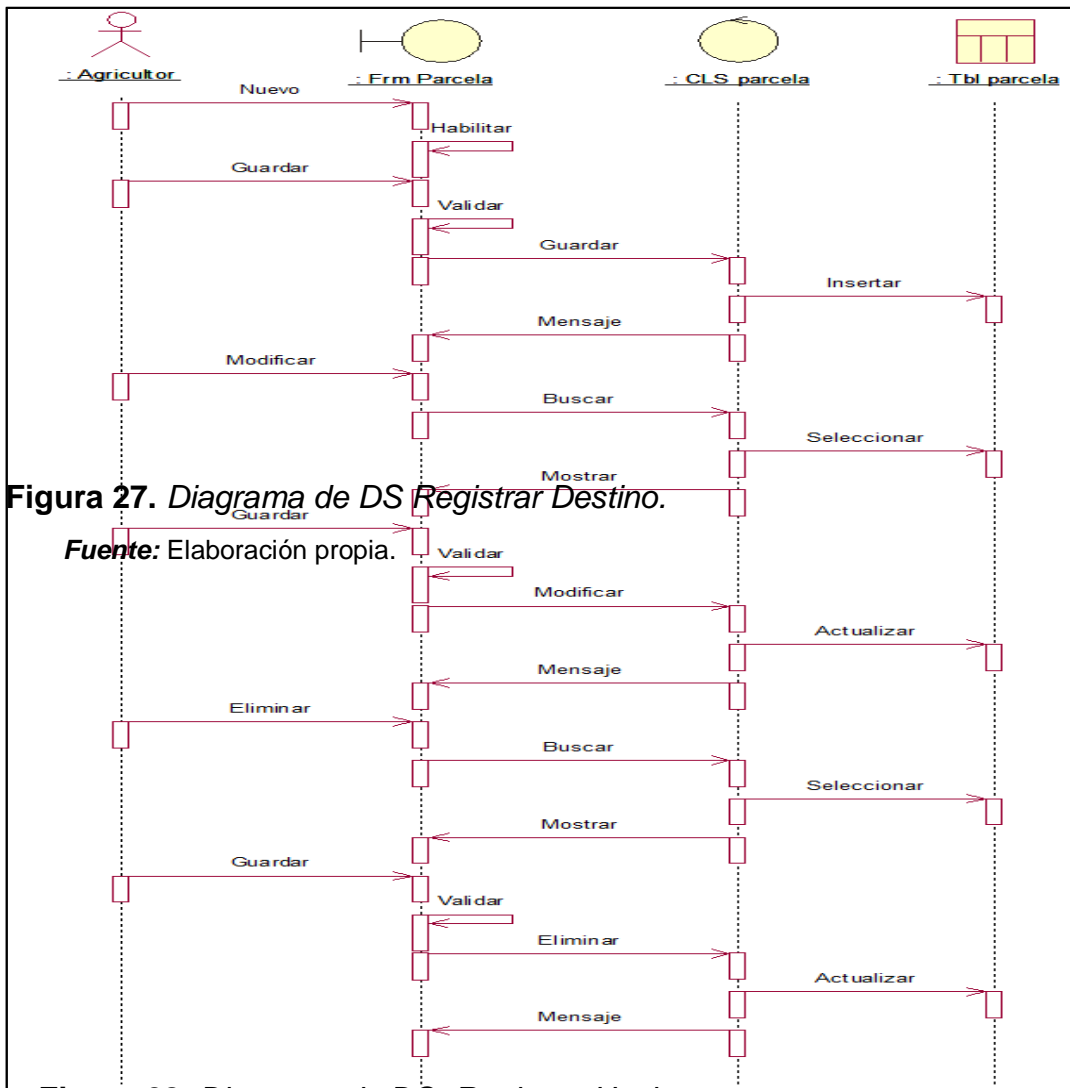 : Agricultor : Frm Parcela : CLS parcela : Tbl parcela
Nuevo
Habilitar
Guardar
Validar
Guardar
Insertar
Mensaje
Modificar
Buscar
Seleccionar
Mostrar
Figura 27. Diagrama de DS Registrar Destino.
Guardar
Fuente: Elaboración propia.
Validar
Modificar
Actualizar
Mensaje
Eliminar
Buscar
Seleccionar
Mostrar
Guardar
Validar
Eliminar
Actualizar
Mensaje